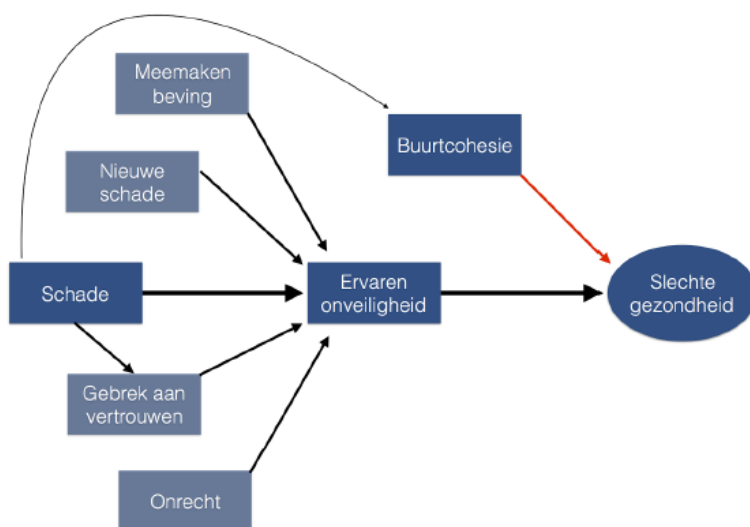 Meemaken
beving
Buurtcohesie
Nieuwe
schade
Schade
Ervaren
onveiligheid
Slechte
gezondheid
Gebrek aan
vertrouwen
Onrecht